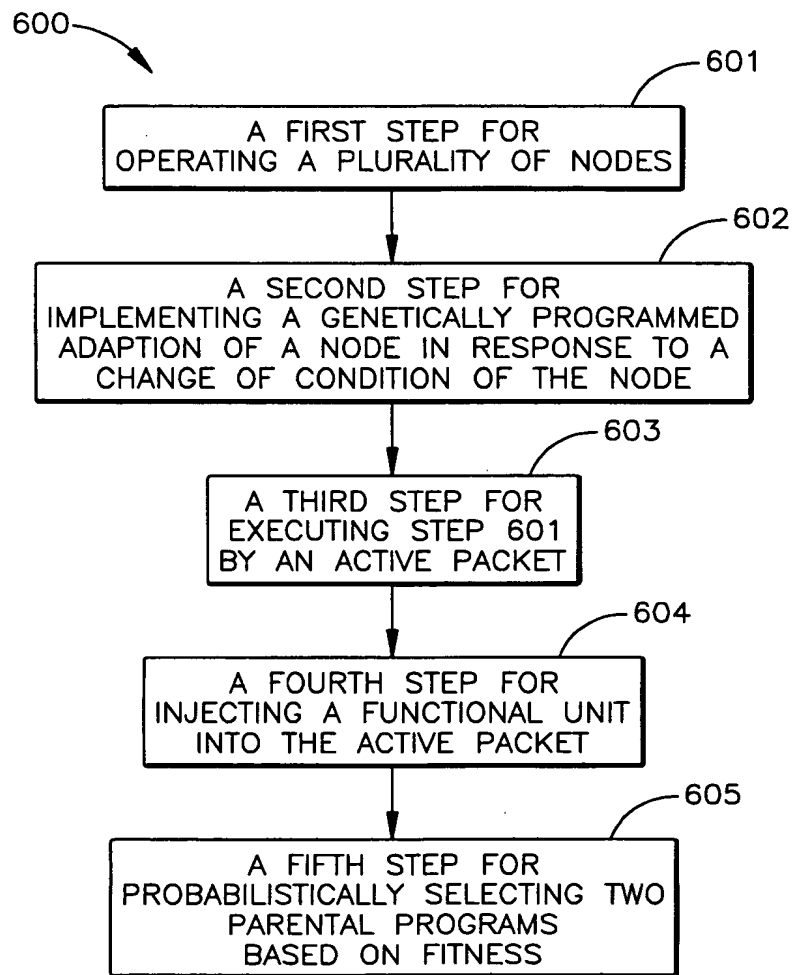 600
601
A FIRST STEP FOR
OPERATING A PLURALITY OF NODES
602
A SECOND STEP FOR
IMPLEMENTING A GENETICALLY PROGRAMMED
ADAPTION OF A NODE IN RESPONSE TO A
CHANGE OF CONDITION OF THE NODE
603
A THIRD STEP FOR
EXECUTING STEP 601
BY AN ACTIVE PACKET
604
A FOURTH STEP FOR
INJECTING A FUNCTIONAL UNIT
INTO THE ACTIVE PACKET
605
A FIFTH STEP FOR
PROBABILISTICALLY SELECTING TWO
PARENTAL PROGRAMS
BASED ON FITNESS